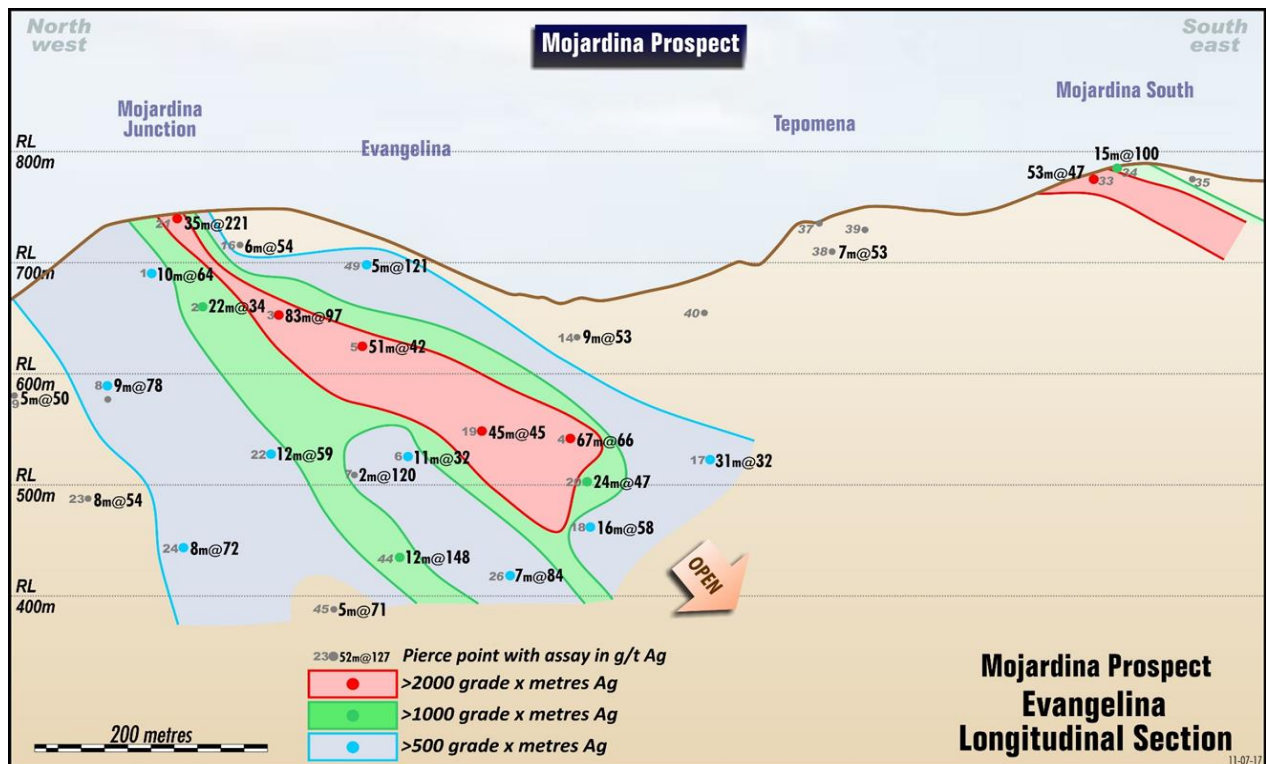 North
west
Mojardina Prospect
South
east
Mojardina
Junction
Evangelina
Tepomena
Mojardina South
RL
800m
15m@100
34
53m@47
33
35
21
35m@221
16
6m@54
37
39
38
7m@53
RL
700m
1
10m@64
49
5m@121
2
22m@34
3
83m@97
40
14
9m@53
5
51m@42
RL
600m
8
9m@78
9
5m@50
19
45m@45
4
67m@66
22
12m@59
6
11m@32
17
31m@32
7
2m@120
20
24m@47
RL
500m
23
8m@54
18
16m@58
24
8m@72
44
12m@148
26
7m@84
OPEN
RL
400m
45
5m@71
23 52m@127 Pierce point with assay in g/t Ag
>2000 grade x metres Ag
>1000 grade x metres Ag
>500 grade x metres Ag
200 metres
Mojardina Prospect
Evangelina
Longitudinal Section
11-07-17